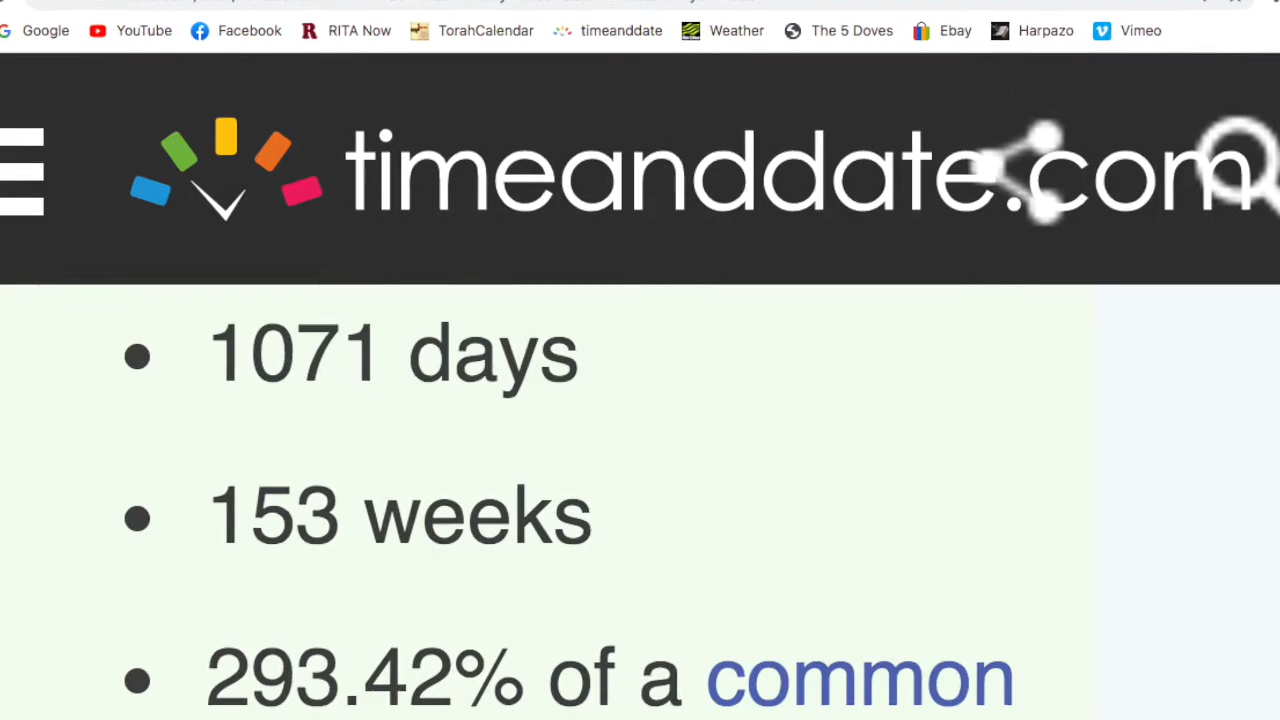 Google YouTube Facebook RITA Now TorahCalendar timeanddate Weather The 5 Doves Ebay Harpazo Vimeo
timeanddate.com
• 1071 days
• 153 weeks
• 293.42% of a common